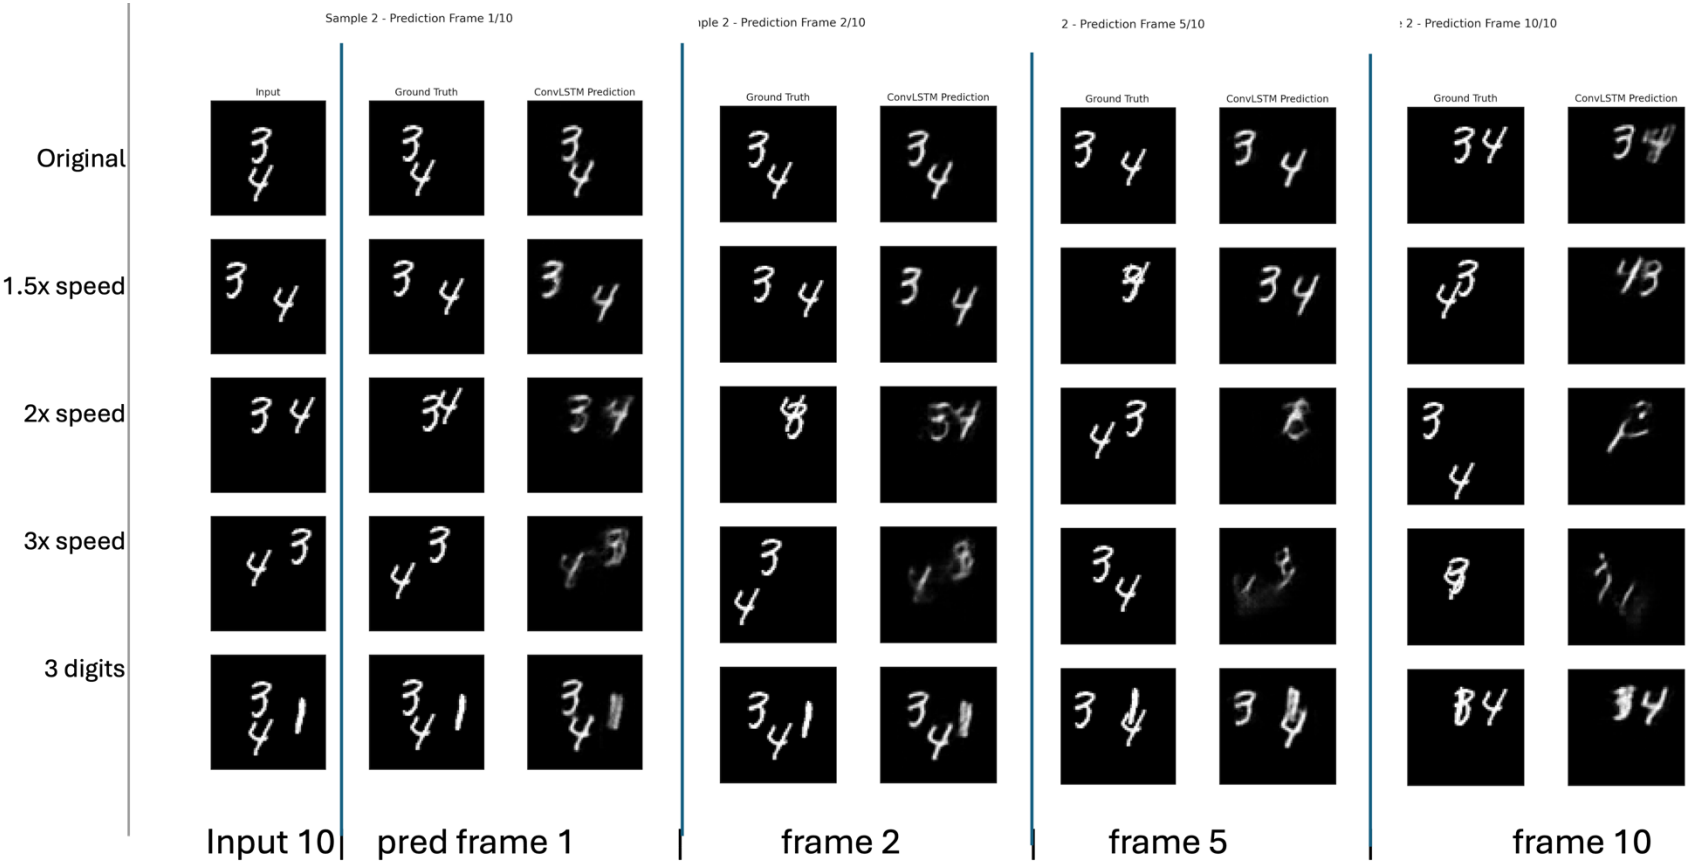 Sample 2 - Prediction Frame 1/10
ple 2 - Prediction Frame 2/10
2 - Prediction Frame 5/10
2 - Prediction Frame 10/10
Input
Ground Truth
ConvLSTM Prediction
Ground Truth
ConvLSTM Prediction
Ground Truth
ConvLSTM Prediction
Ground Truth
ConvLSTM Prediction
Original
1.5x speed
2x speed
3x speed
3 digits
Input 10
pred frame 1
frame 2
frame 5
frame 10